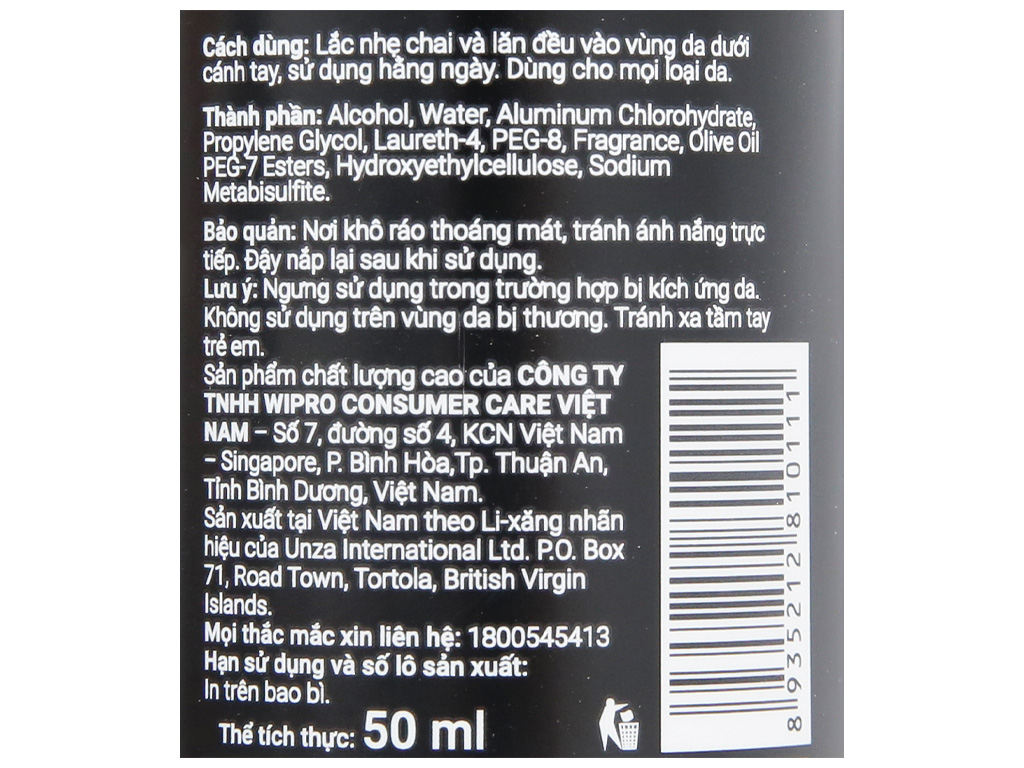 Cách dùng: Lắc nhẹ chai và lăn đều vào vùng da dưới
cánh tay, sử dụng hằng ngày. Dùng cho mọi loại da.
Thành phần: Alcohol, Water, Aluminum Chlorohydrate,
Propylene Glycol, Laureth-4, PEG-8, Fragrance, Olive Oil
PEG-7 Esters, Hydroxyethylcellulose, Sodium
Metabisulfite.
Bảo quản: Nơi khô ráo thoáng mát, tránh ánh nắng trực
tiếp. Đậy nắp lại sau khi sử dụng.
Lưu ý: Ngưng sử dụng trong trường hợp bị kích ứng da.
Không sử dụng trên vùng da bị thương. Tránh xa tầm tay
trẻ em.
Sản phẩm chất lượng cao của CÔNG TY
TNHH WIPRO CONSUMER CARE VIỆT
NAM – Số 7, đường số 4, KCN Việt Nam
– Singapore, P. Bình Hòa,Tp. Thuận An,
Tỉnh Bình Dương, Việt Nam.
Sản xuất tại Việt Nam theo Li-xăng nhãn
hiệu của Unza International Ltd. P.O. Box
71, Road Town, Tortola, British Virgin
Islands.
Mọi thắc mắc xin liên hệ: 1800545413
Hạn sử dụng và số lô sản xuất:
In trên bao bì.
Thể tích thực: 50 ml
8935212810111